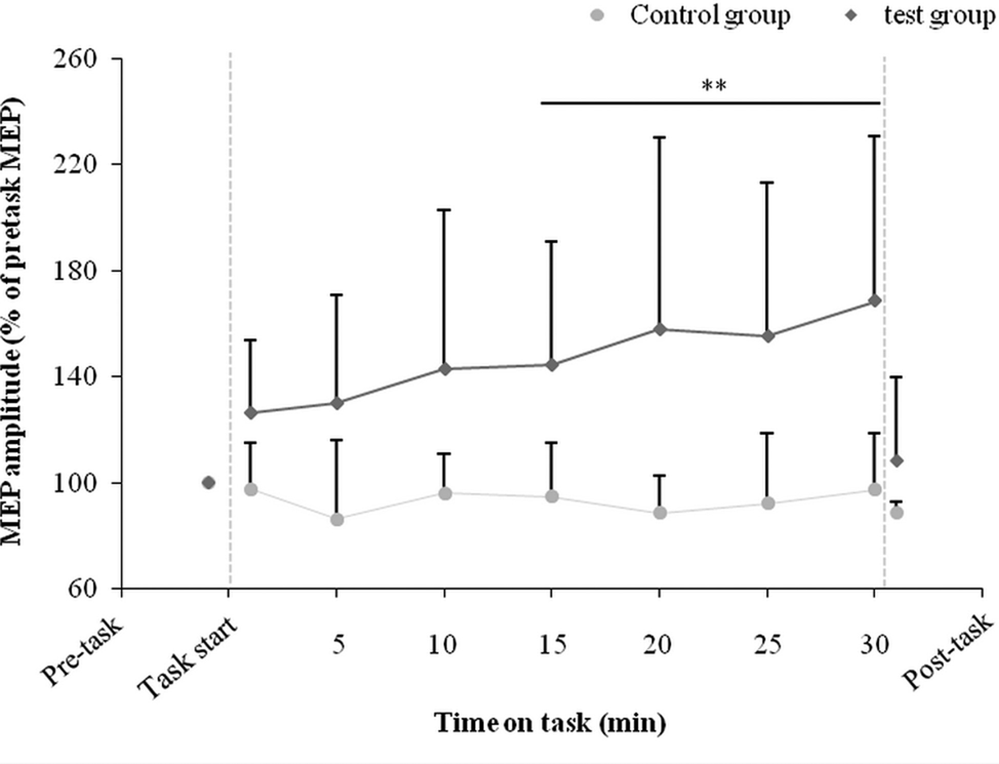 Control group test group
**
260
220
180
140
100
60
MEP amplitude (% of pretask MEP)
Pre-task Task start 5 10 15 20 25 30 Post-task
Time on task (min)